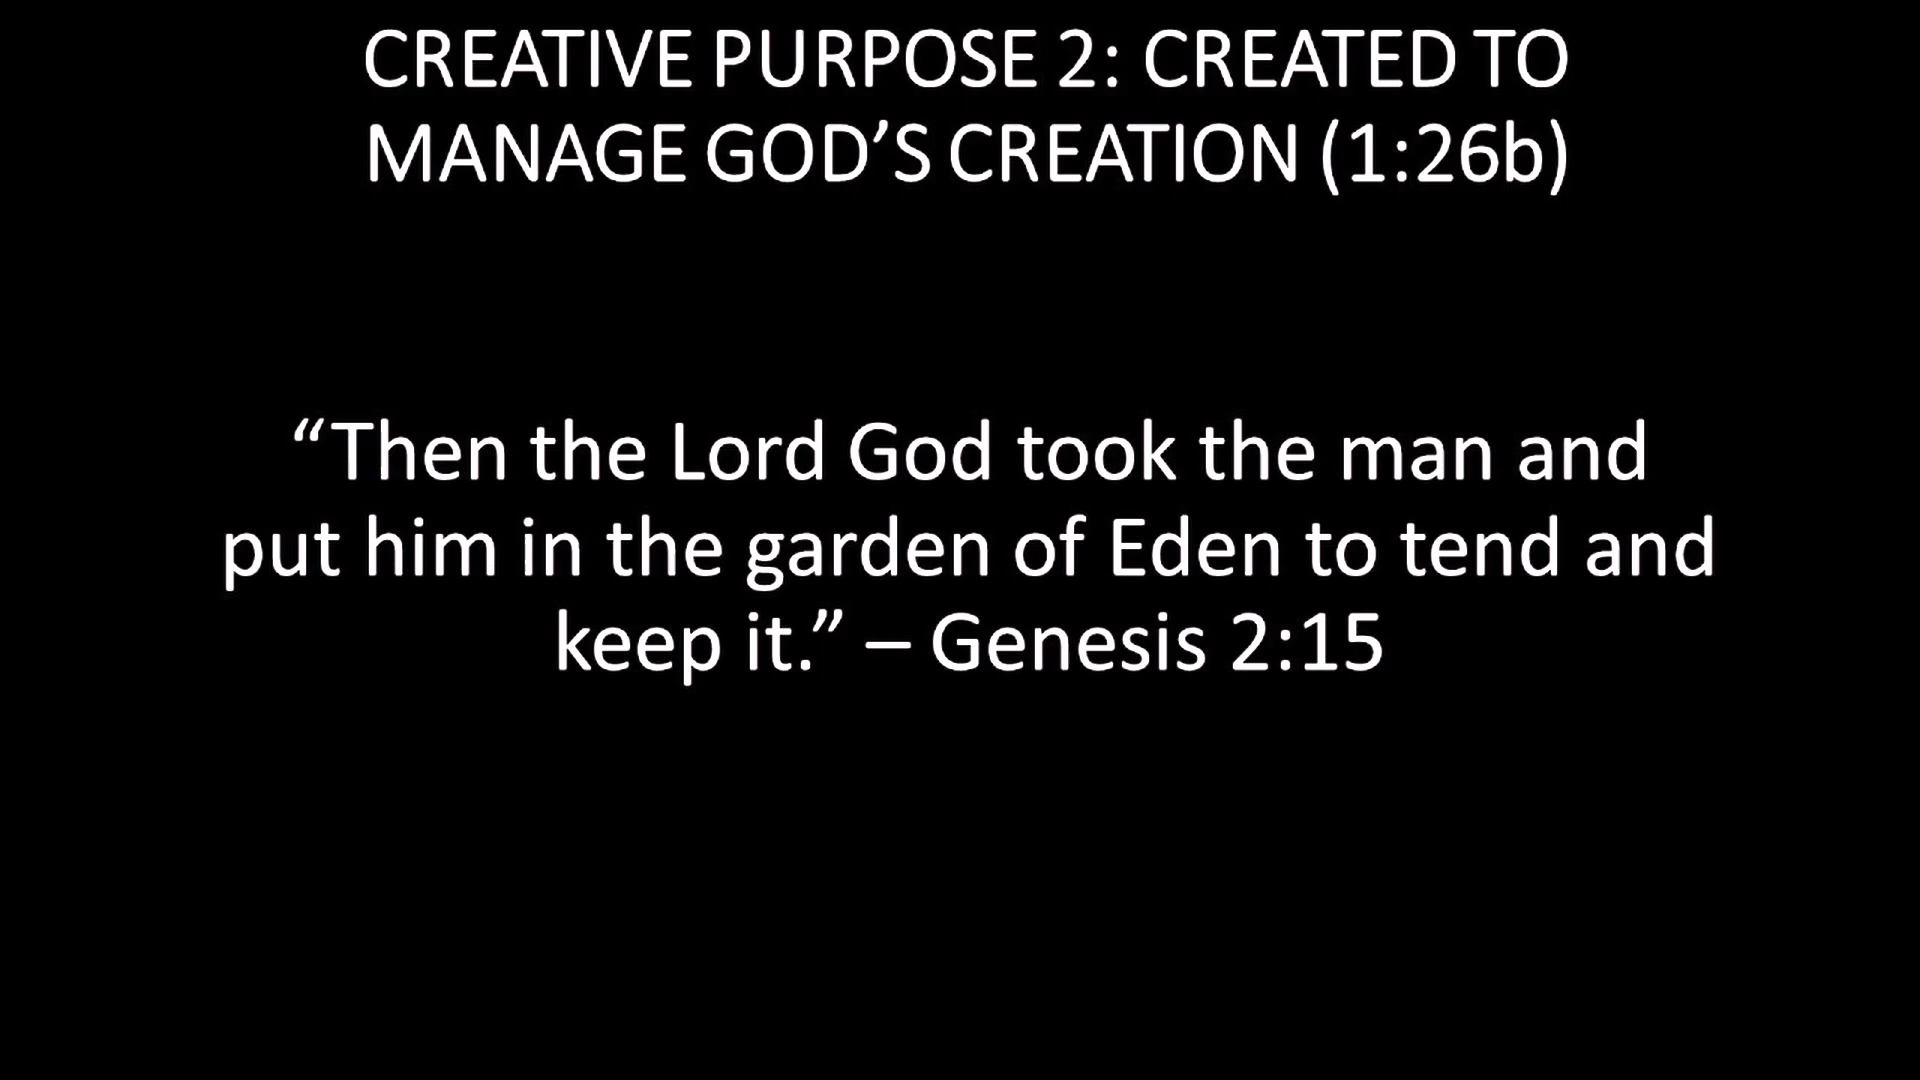 CREATIVE PURPOSE 2: CREATED TO
MANAGE GOD’S CREATION (1:26b)
“Then the Lord God took the man and
put him in the garden of Eden to tend and
keep it.” – Genesis 2:15